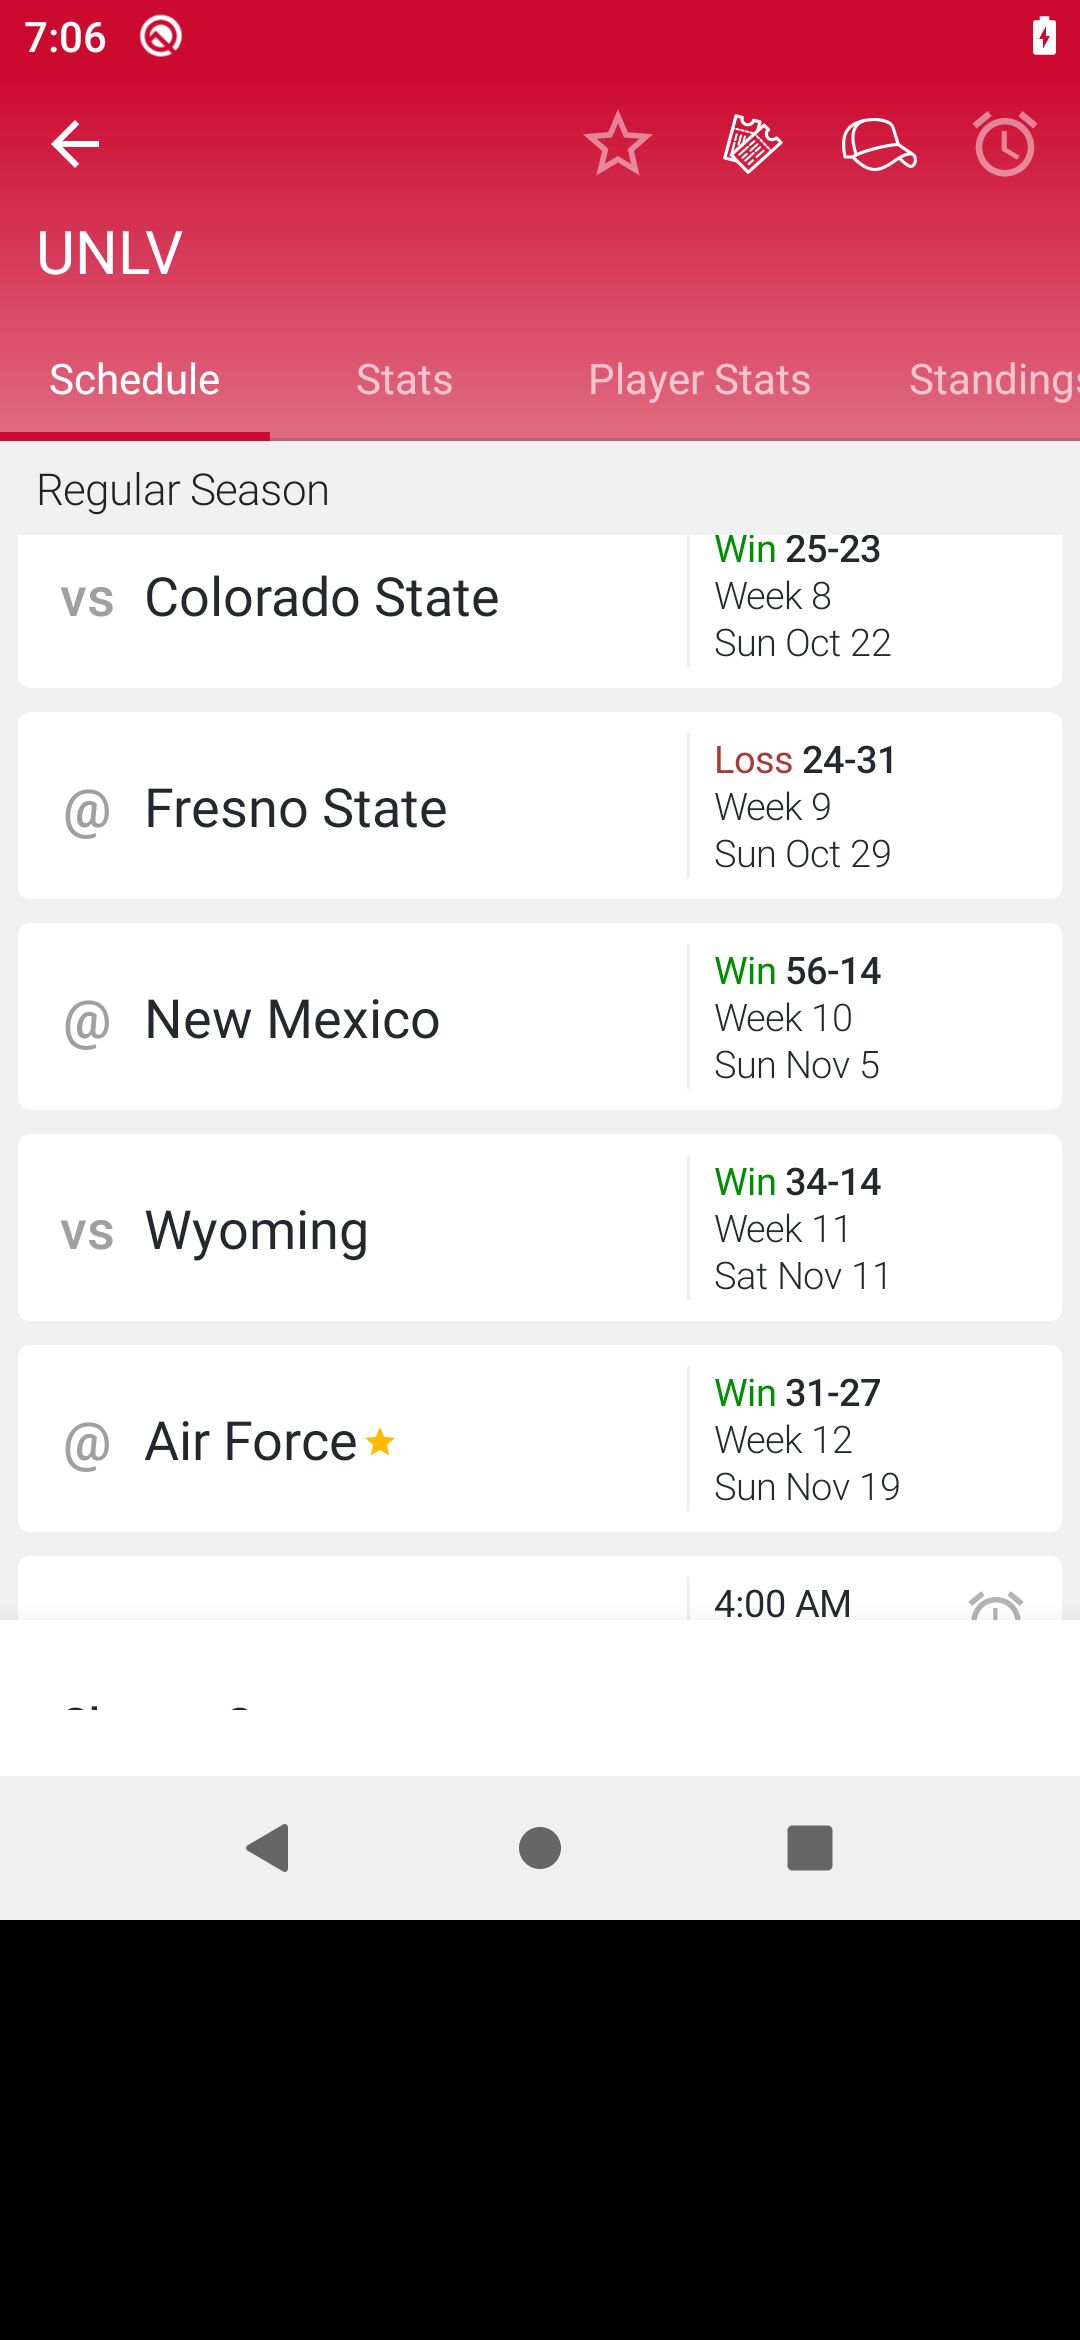 7:06
UNLV
Schedule Stats Player Stats Standings
Regular Season
Win 25-23
vs Colorado State
Week 8
Sun Oct 22
Loss 24-31
@ Fresno State
Week 9
Sun Oct 29
Win 56-14
@ New Mexico
Week 10
Sun Nov 5
Win 34-14
vs Wyoming
Week 11
Sat Nov 11
Win 31-27
@ Air Force
Week 12
Sun Nov 19
4:00 AM